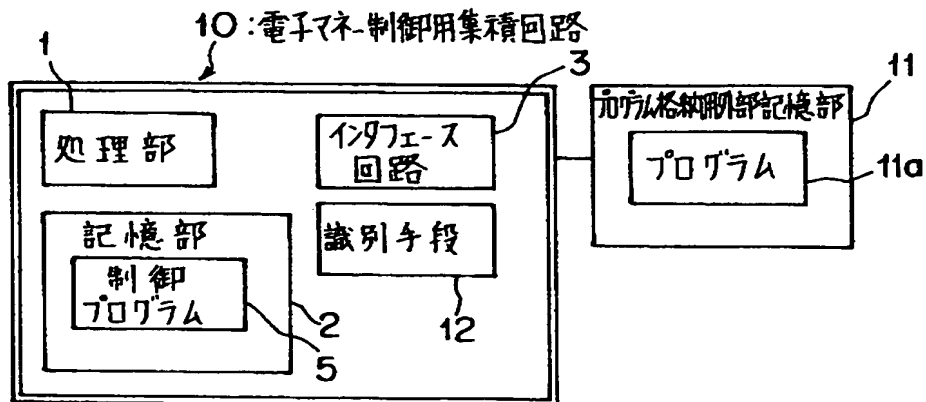 10:電子マネー制御用集積回路
1
処理部
3
インタフェース
回路
11
プログラム格納用外部記憶部
プログラム
11a
記憶部
制御
プログラム
識別手段
2
5
12